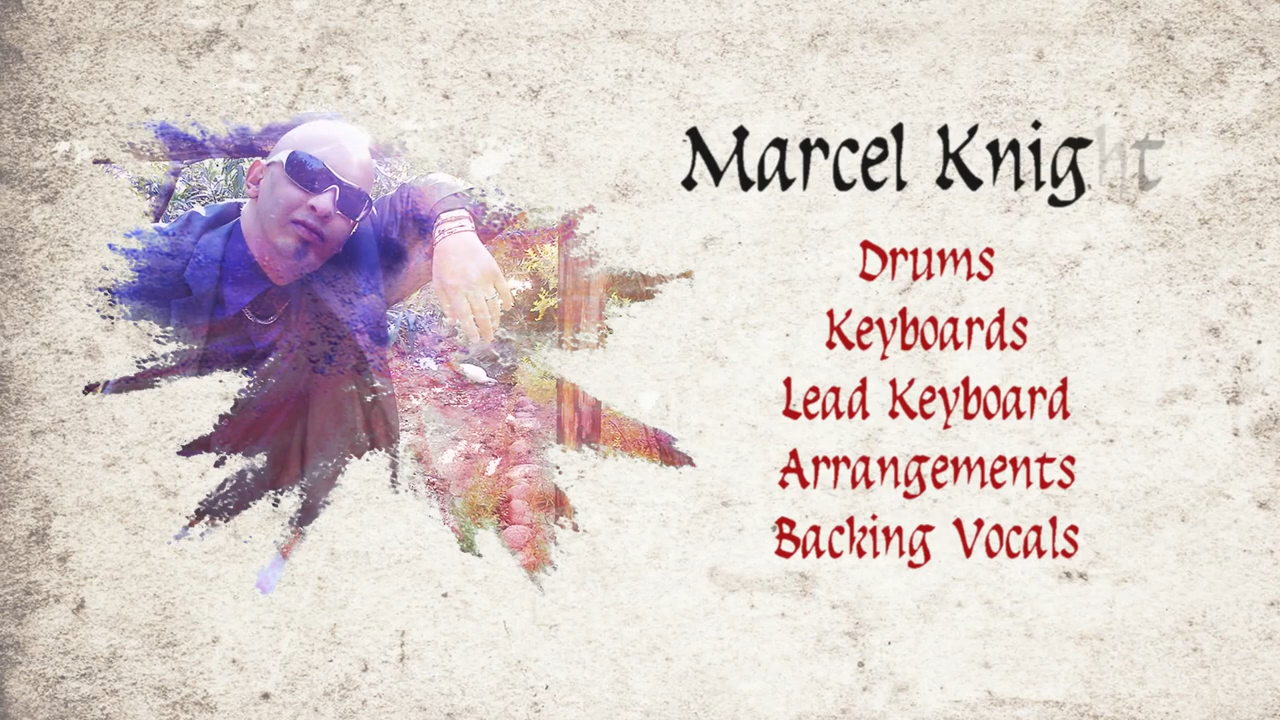 Marcel Knight
Drums
Keyboards
Lead Keyboard
Arrangements
Backing Vocals